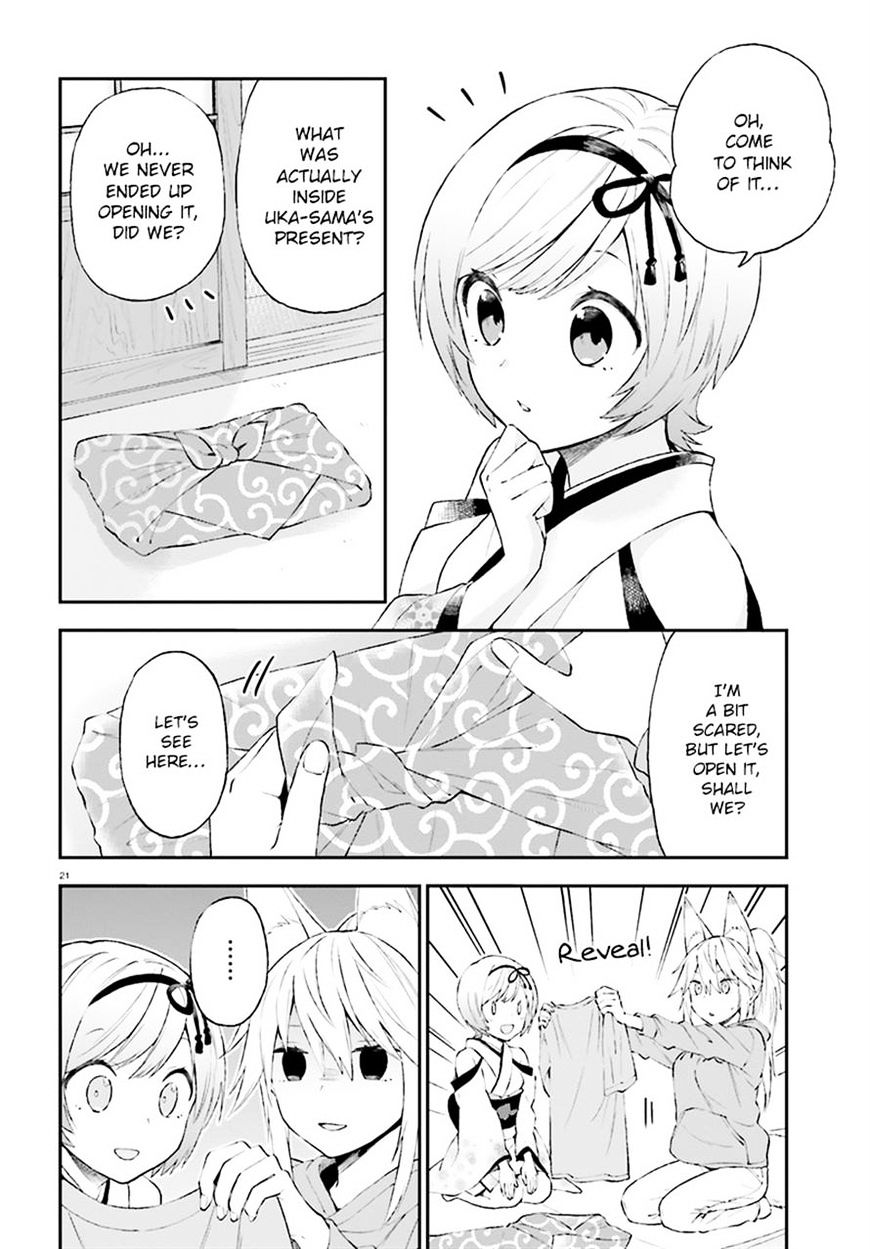 OH,
COME
TO THINK
OF IT...
WHAT
WAS
ACTUALLY
INSIDE
UKA-SAMA'S
PRESENT?
OH...
WE NEVER
ENDED UP
OPENING IT,
DID WE?
I'M
A BIT
SCARED,
BUT LET'S
OPEN IT,
SHALL
WE?
LET'S
SEE
HERE...
21
Reveal!
......